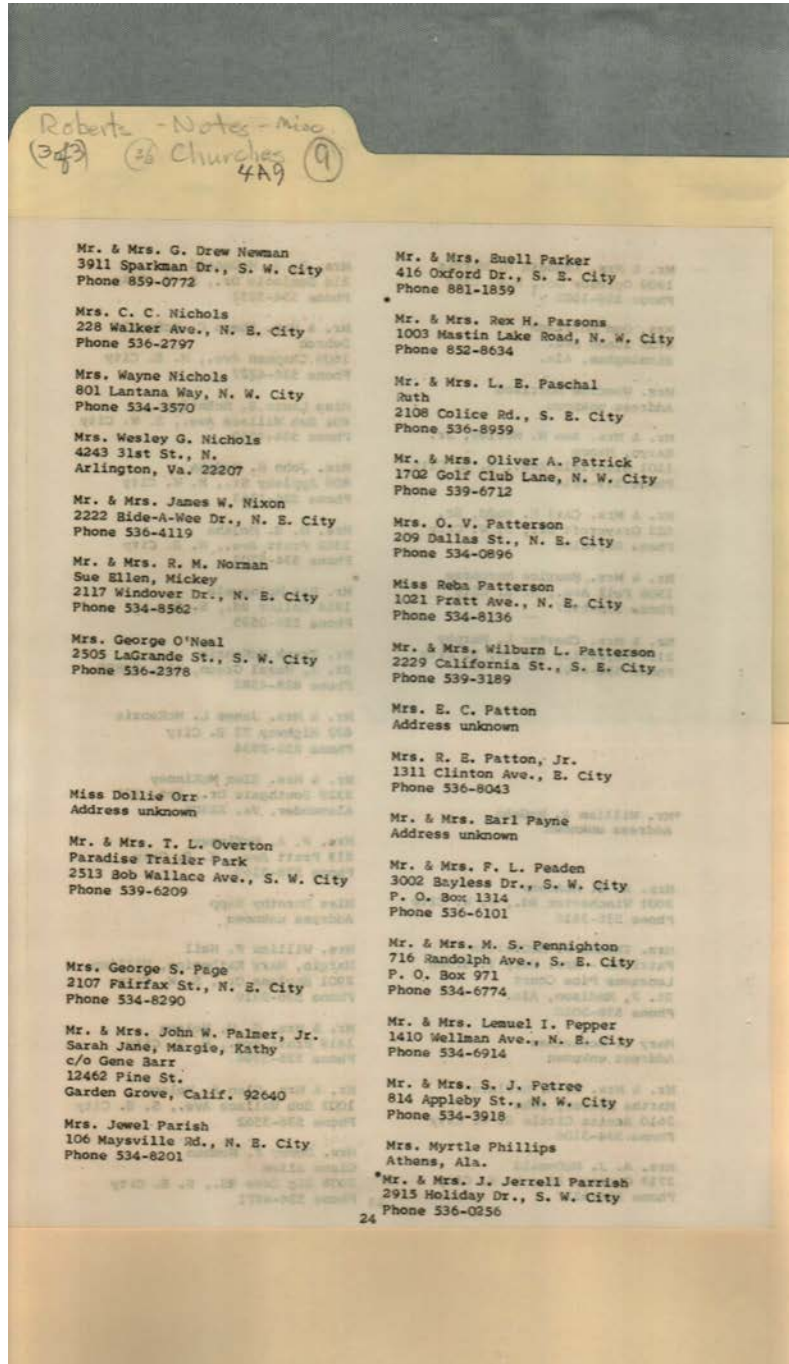 Roberts - Notes - Misc
(3of3) (36) Churches (9)
4A9
Mr. & Mrs. G. Drew Newman
3911 Sparkman Dr., S. W. City
Phone 859-0772
Mrs. C. C. Nichols
228 Walker Ave., N. E. City
Phone 536-2797
Mrs. Wayne Nichols
801 Lantana Way, N. W. City
Phone 534-3570
Mrs. Wesley G. Nichols
4243 31st St., N.
Arlington, Va. 22207
Mr. & Mrs. James W. Nixon
2222 Bide-A-Wee Dr., N. E. City
Phone 536-4119
Mr. & Mrs. R. M. Norman
Sue Ellen, Mickey
2117 Windover Dr., N. E. City
Phone 534-8562
Mrs. George O'Neal
2505 LaGrande St., S. W. City
Phone 536-2378
Miss Dollie Orr
Address unknown
Mr. & Mrs. T. L. Overton
Paradise Trailer Park
2513 Bob Wallace Ave., S. W. City
Phone 539-6209
Mrs. George S. Page
2107 Fairfax St., N. E. City
Phone 534-8290
Mr. & Mrs. John W. Palmer, Jr.
Sarah Jane, Margie, Kathy
c/o Gene Barr
12462 Pine St.
Garden Grove, Calif. 92640
Mrs. Jewel Parish
106 Maysville Rd., N. E. City
Phone 534-8201
Mr. & Mrs. Euell Parker
416 Oxford Dr., S. E. City
Phone 881-1859
Mr. & Mrs. Rex H. Parsons
1003 Mastin Lake Road, N. W. City
Phone 852-8634
Mr. & Mrs. L. E. Paschal
Ruth
2108 Colice Rd., S. E. City
Phone 536-8959
Mr. & Mrs. Oliver A. Patrick
1702 Golf Club Lane, N. W. City
Phone 539-6712
Mrs. O. V. Patterson
209 Dallas St., N. E. City
Phone 534-0896
Miss Reba Patterson
1021 Pratt Ave., N. E. City
Phone 534-8136
Mr. & Mrs. Wilburn L. Patterson
2229 California St., S. E. City
Phone 539-3189
Mrs. E. C. Patton
Address unknown
Mrs. R. E. Patton, Jr.
1311 Clinton Ave., E. City
Phone 536-8043
Mr. & Mrs. Earl Payne
Address unknown
Mr. & Mrs. F. L. Peaden
3002 Bayless Dr., S. W. City
P. O. Box 1314
Phone 536-6101
Mr. & Mrs. M. S. Pennighton
716 Randolph Ave., S. E. City
P. O. Box 971
Phone 534-6774
Mr. & Mrs. Lemuel I. Pepper
1410 Wellman Ave., N. E. City
Phone 534-6914
Mr. & Mrs. S. J. Petree
814 Appleby St., N. W. City
Phone 534-3918
Mrs. Myrtle Phillips
Athens, Ala.
*Mr. & Mrs. J. Jerrell Parrish
2915 Holiday Dr., S. W. City
Phone 536-0256
24